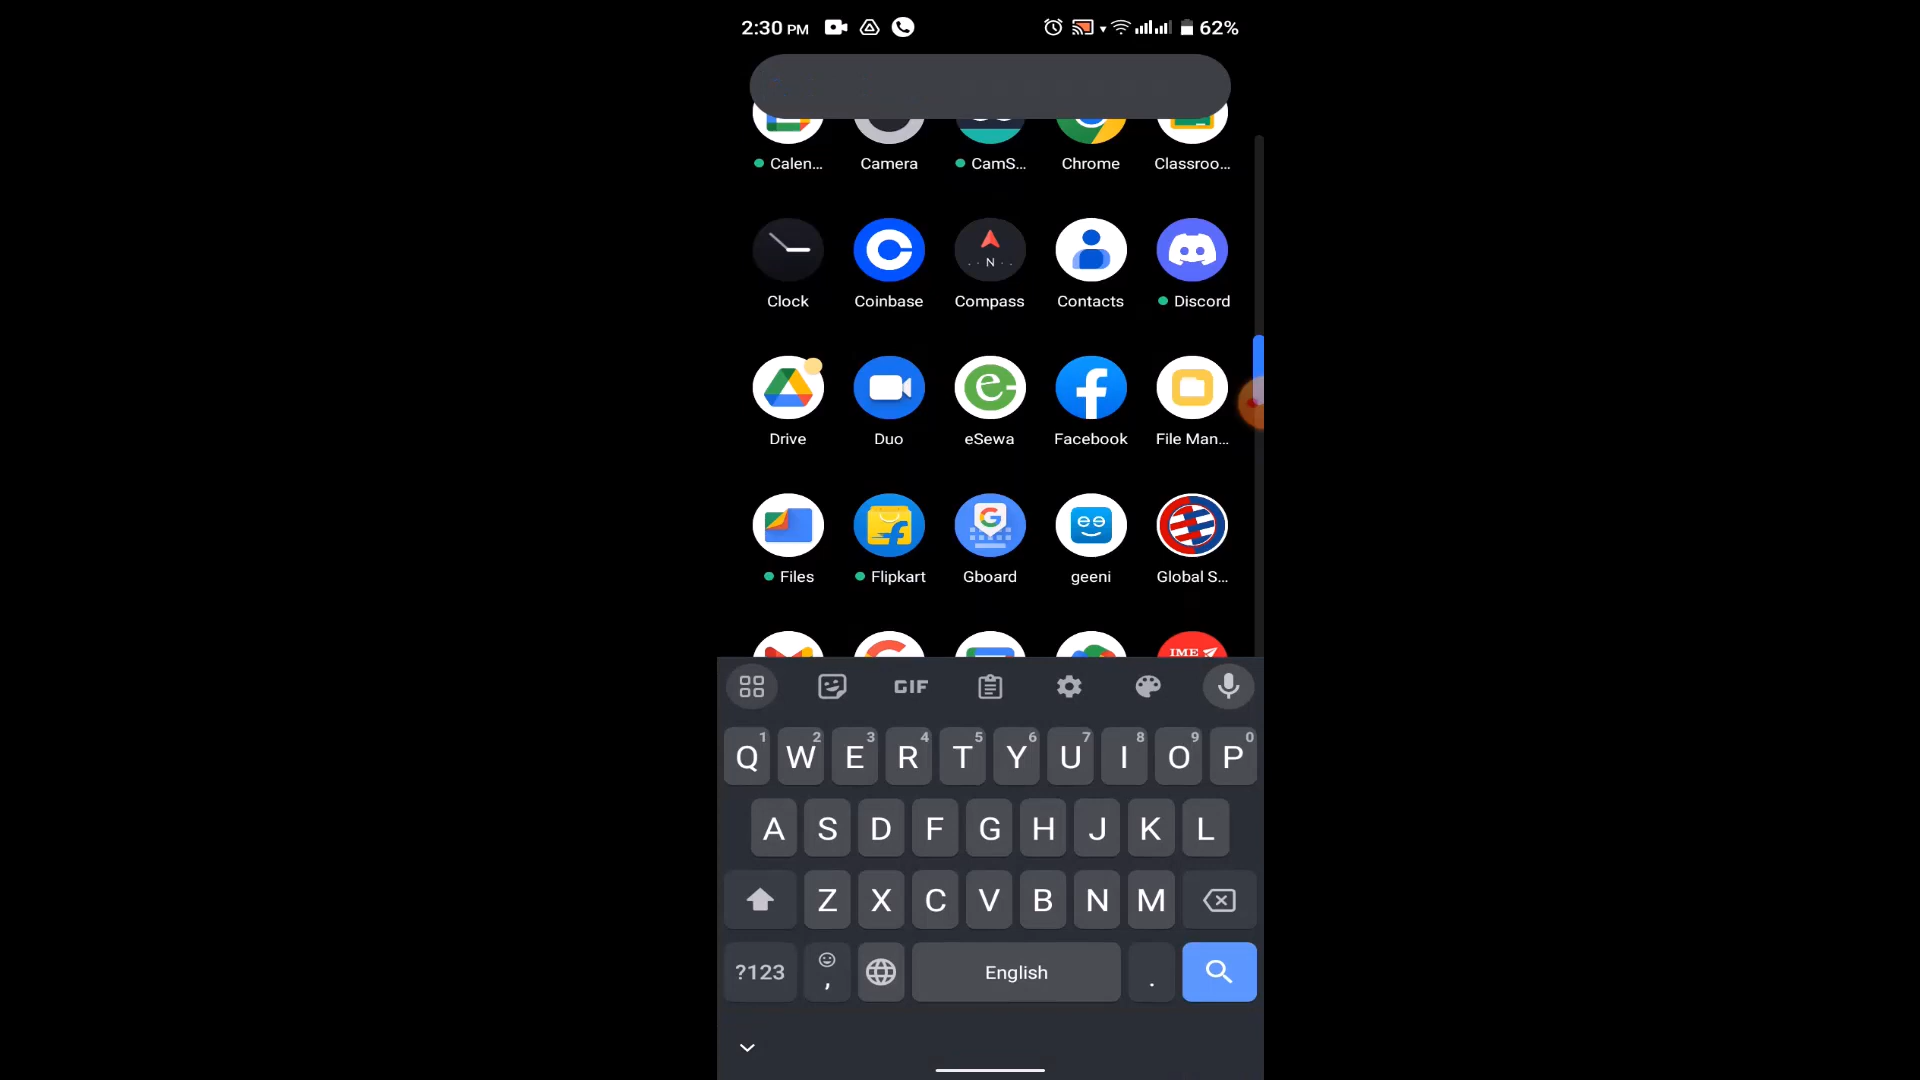 2:30 PM 62%
Calen... Camera CamS... Chrome Classroo...
N
Clock Coinbase Compass Contacts Discord
Drive Duo eSewa Facebook File Man...
Files Flipkart Gboard geeni Global S...
IME
GIF
1 2 3 4 5 6 7 8 9 0
Q W E R T Y U I O P
A S D F G H J K L
Z X C V B N M
?123 , English .